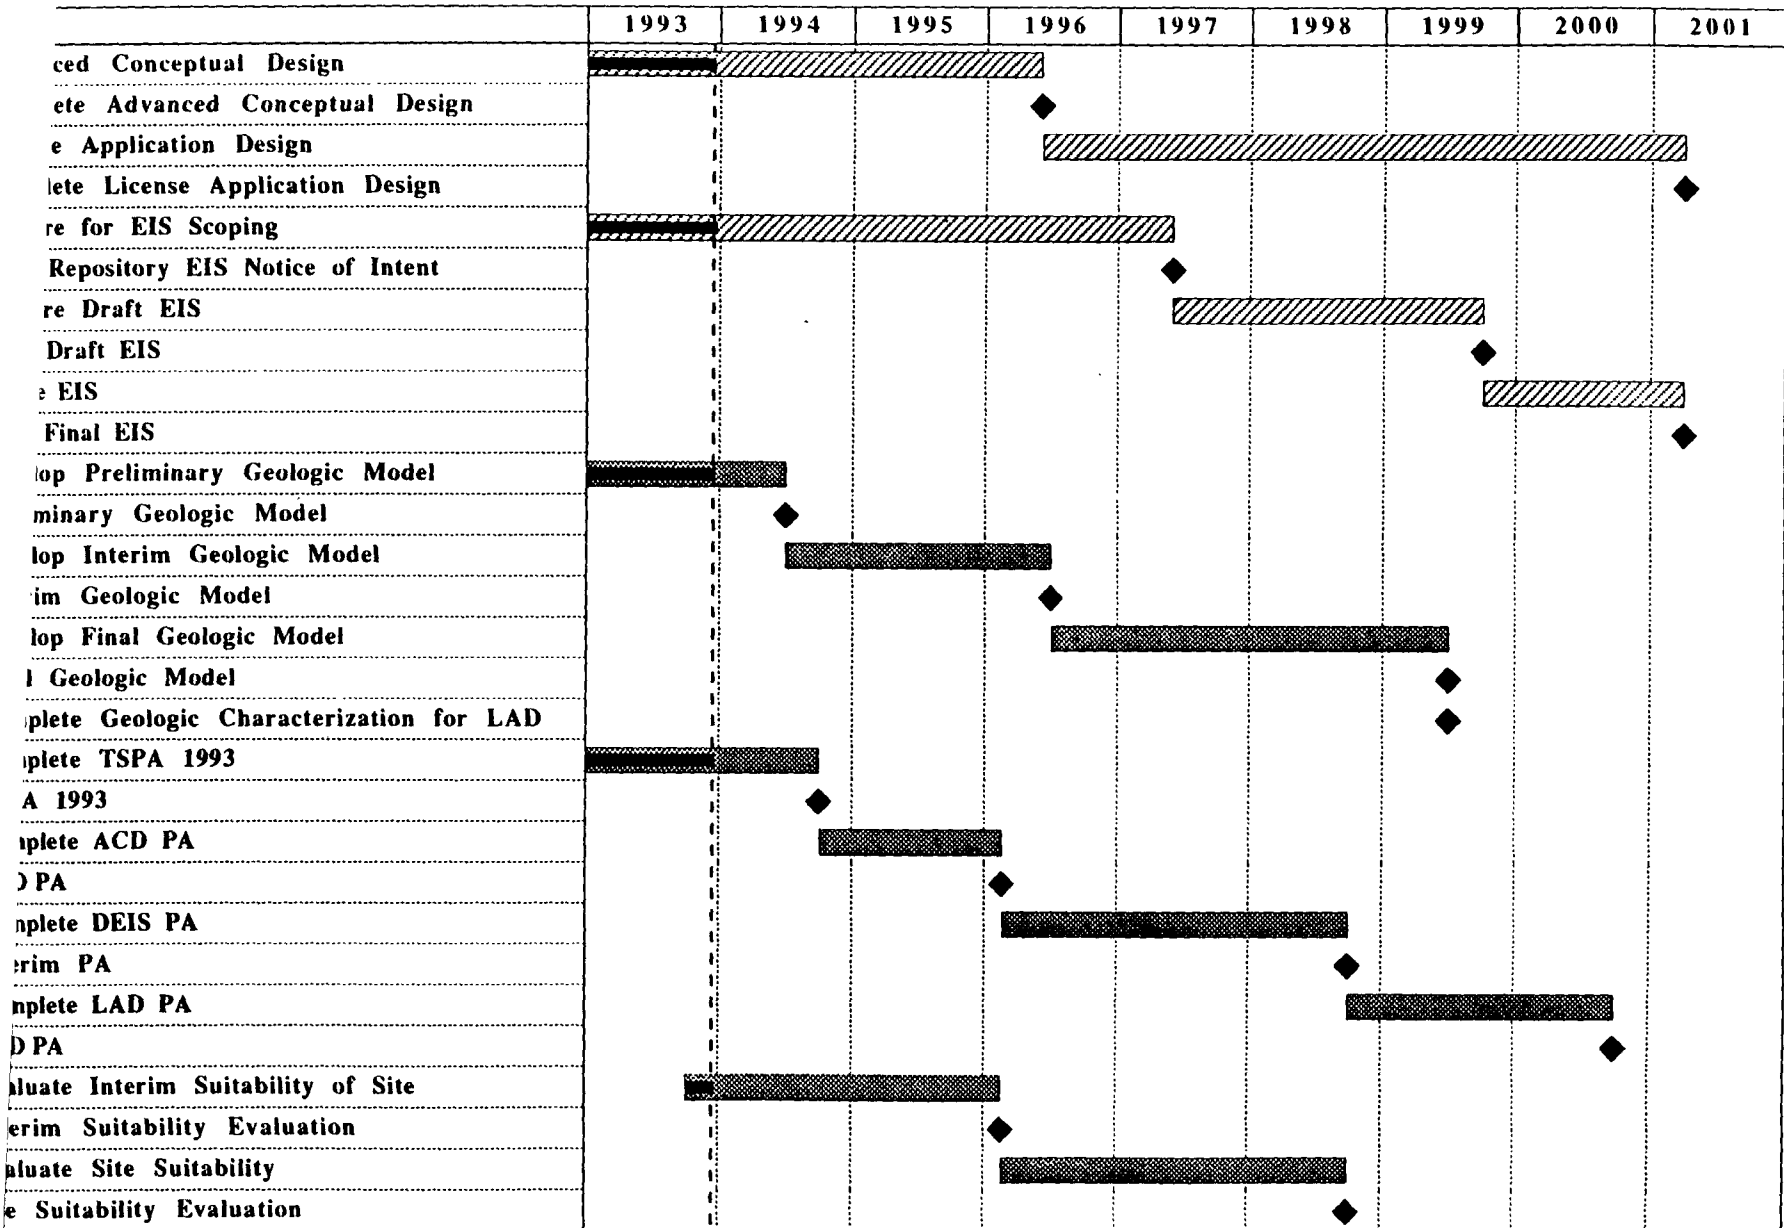 1993 1994 1995 1996 1997 1998 1999 2000 2001
ced Conceptual Design
ete Advanced Conceptual Design
e Application Design
lete License Application Design
re for EIS Scoping
Repository EIS Notice of Intent
re Draft EIS
Draft EIS
e EIS
Final EIS
lop Preliminary Geologic Model
minary Geologic Model
lop Interim Geologic Model
im Geologic Model
lop Final Geologic Model
l Geologic Model
plete Geologic Characterization for LAD
plete TSPA 1993
A 1993
nplete ACD PA
D PA
nplete DEIS PA
erim PA
nplete LAD PA
D PA
aluate Interim Suitability of Site
erim Suitability Evaluation
aluate Site Suitability
e Suitability Evaluation